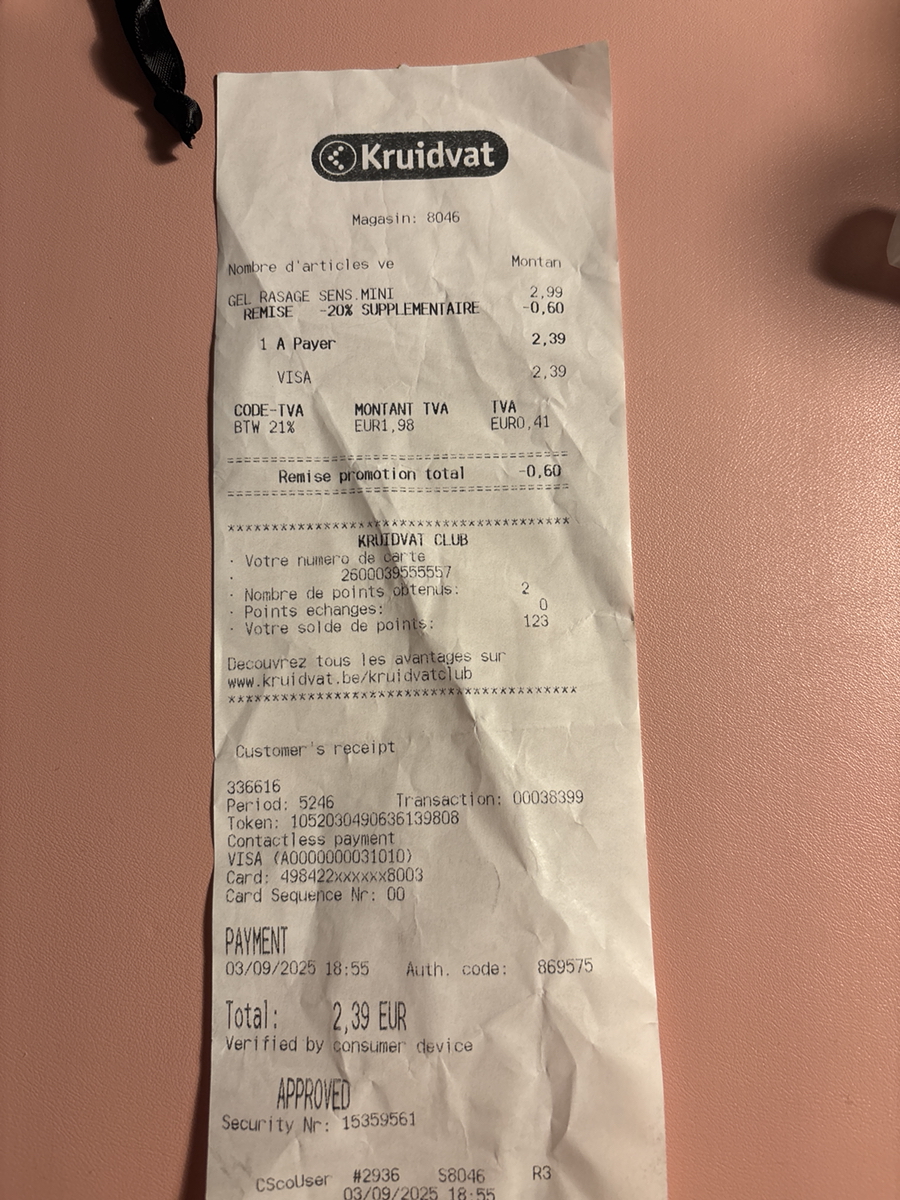 Kruidvat
Magasin: 8046
Nombre d'articles ve Montan
GEL RASAGE SENS.MINI 2,99
REMISE -20% SUPPLEMENTAIRE -0,60
1 A Payer 2,39
VISA 2,39
CODE-TVA MONTANT TVA TVA
BTW 21% EUR1,98 EUR0,41
========================================
Remise promotion total -0,60
========================================
****************************************
KRUIDVAT CLUB
· Votre numero de carte
· 2600039555557
· Nombre de points obtenus: 2
· Points echanges: 0
· Votre solde de points: 123
Decouvrez tous les avantages sur
www.kruidvat.be/kruidvatclub
****************************************
Customer's receipt
336616
Period: 5246 Transaction: 00038399
Token: 1052030490636139808
Contactless payment
VISA (A0000000031010)
Card: 498422xxxxxx8003
Card Sequence Nr: 00
PAYMENT
03/09/2025 18:55 Auth. code: 869575
Total: 2,39 EUR
Verified by consumer device
APPROVED
Security Nr: 15359561
CScoUser #2936 S8046 R3
03/09/2025 18:55